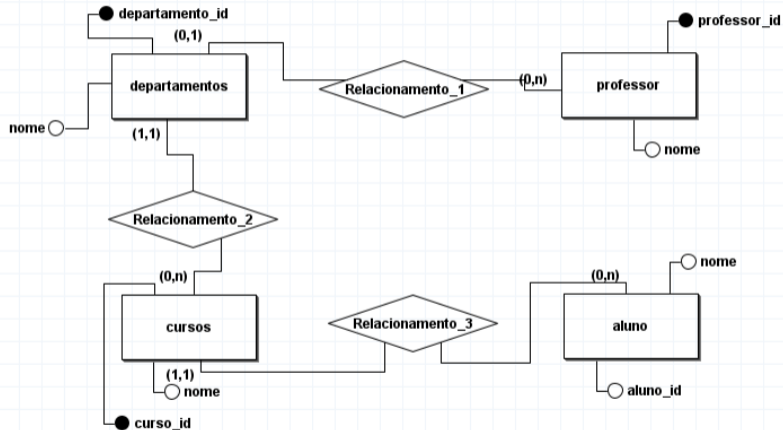 departamento_id
professor_id
(0,1)
departamentos
Relacionamento_1
(0,n)
professor
nome
(1,1)
nome
Relacionamento_2
nome
(0,n)
(0,n)
cursos
Relacionamento_3
aluno
(1,1)
nome
aluno_id
curso_id